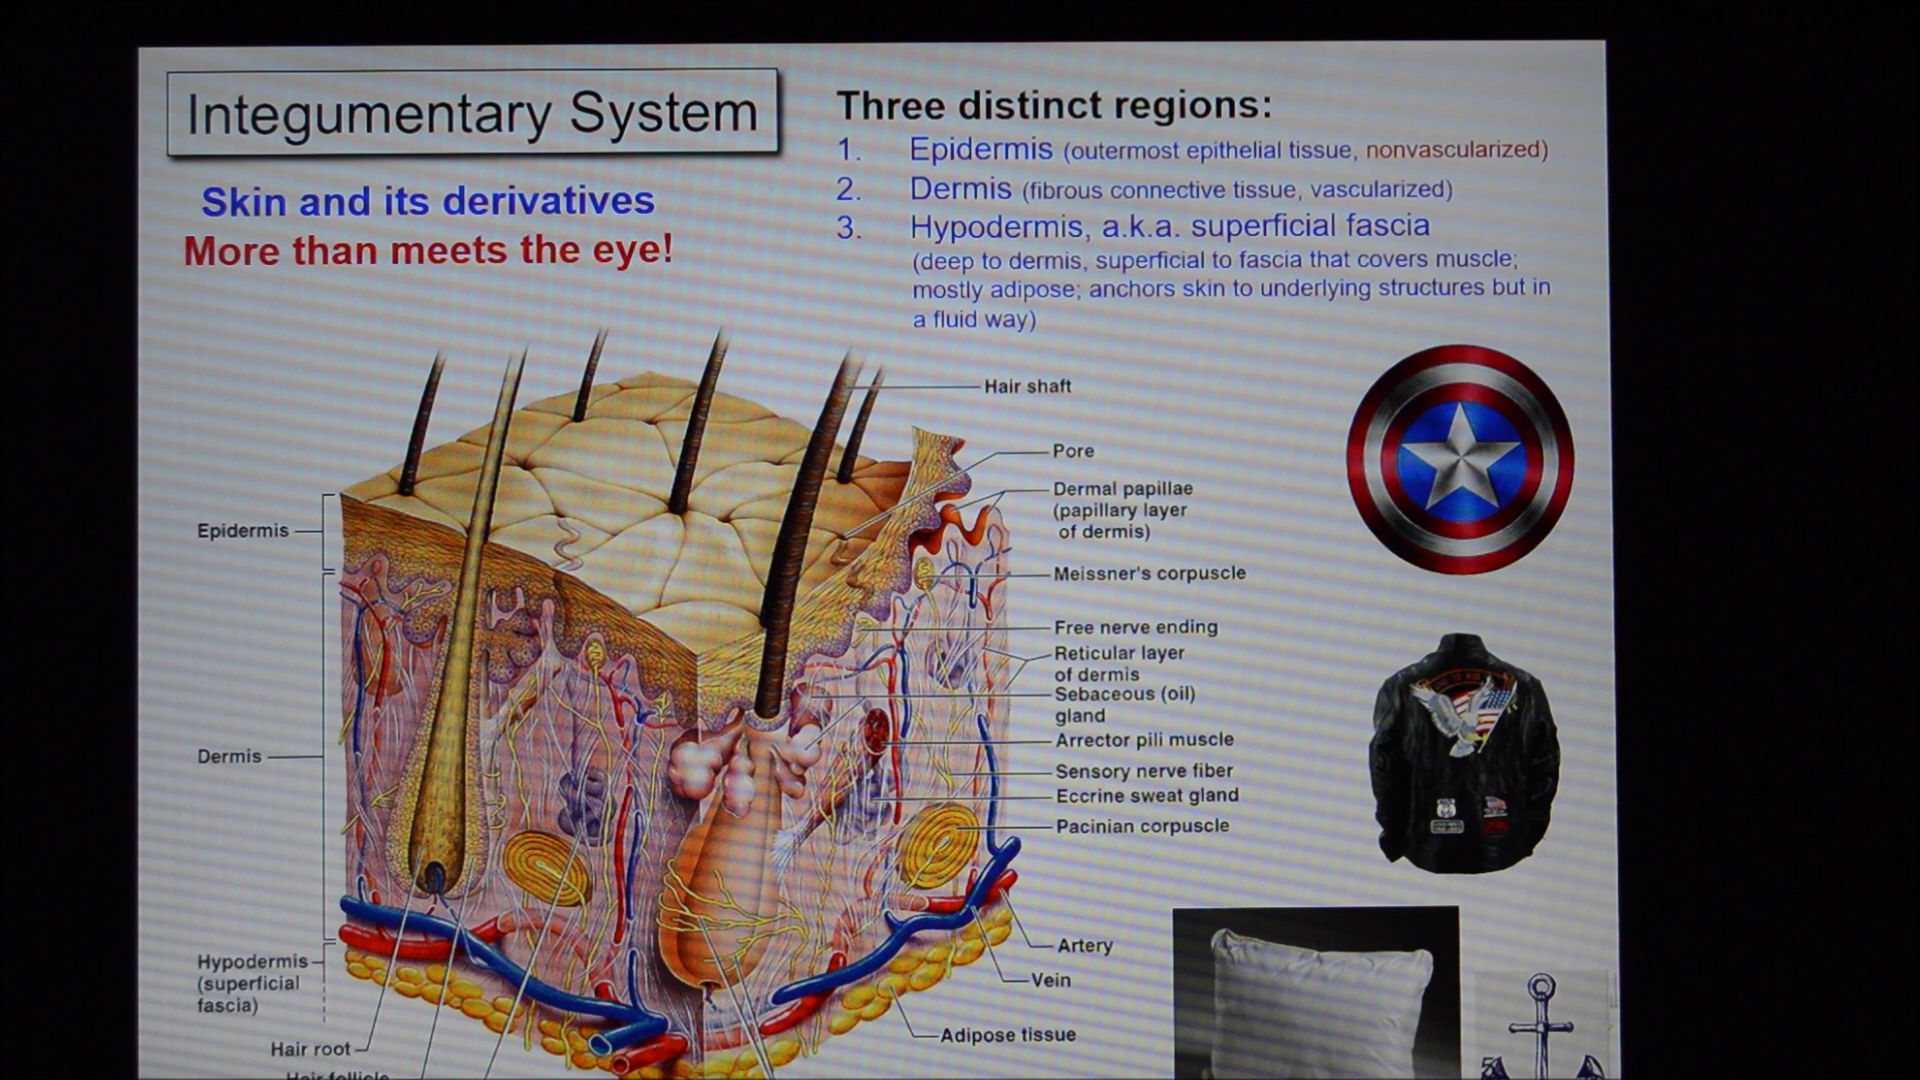 Integumentary System
Skin and its derivatives
More than meets the eye!
Three distinct regions:
1. Epidermis (outermost epithelial tissue, nonvascularized)
2. Dermis (fibrous connective tissue, vascularized)
3. Hypodermis, a.k.a. superficial fascia
(deep to dermis, superficial to fascia that covers muscle;
mostly adipose; anchors skin to underlying structures but in
a fluid way)
Hair shaft
Pore
Dermal papillae
(papillary layer
of dermis)
Meissner's corpuscle
Free nerve ending
Reticular layer
of dermis
Sebaceous (oil)
gland
Arrector pili muscle
Sensory nerve fiber
Eccrine sweat gland
Pacinian corpuscle
Artery
Vein
Adipose tissue
Epidermis
Dermis
Hypodermis
(superficial
fascia)
Hair root
Hair follicle